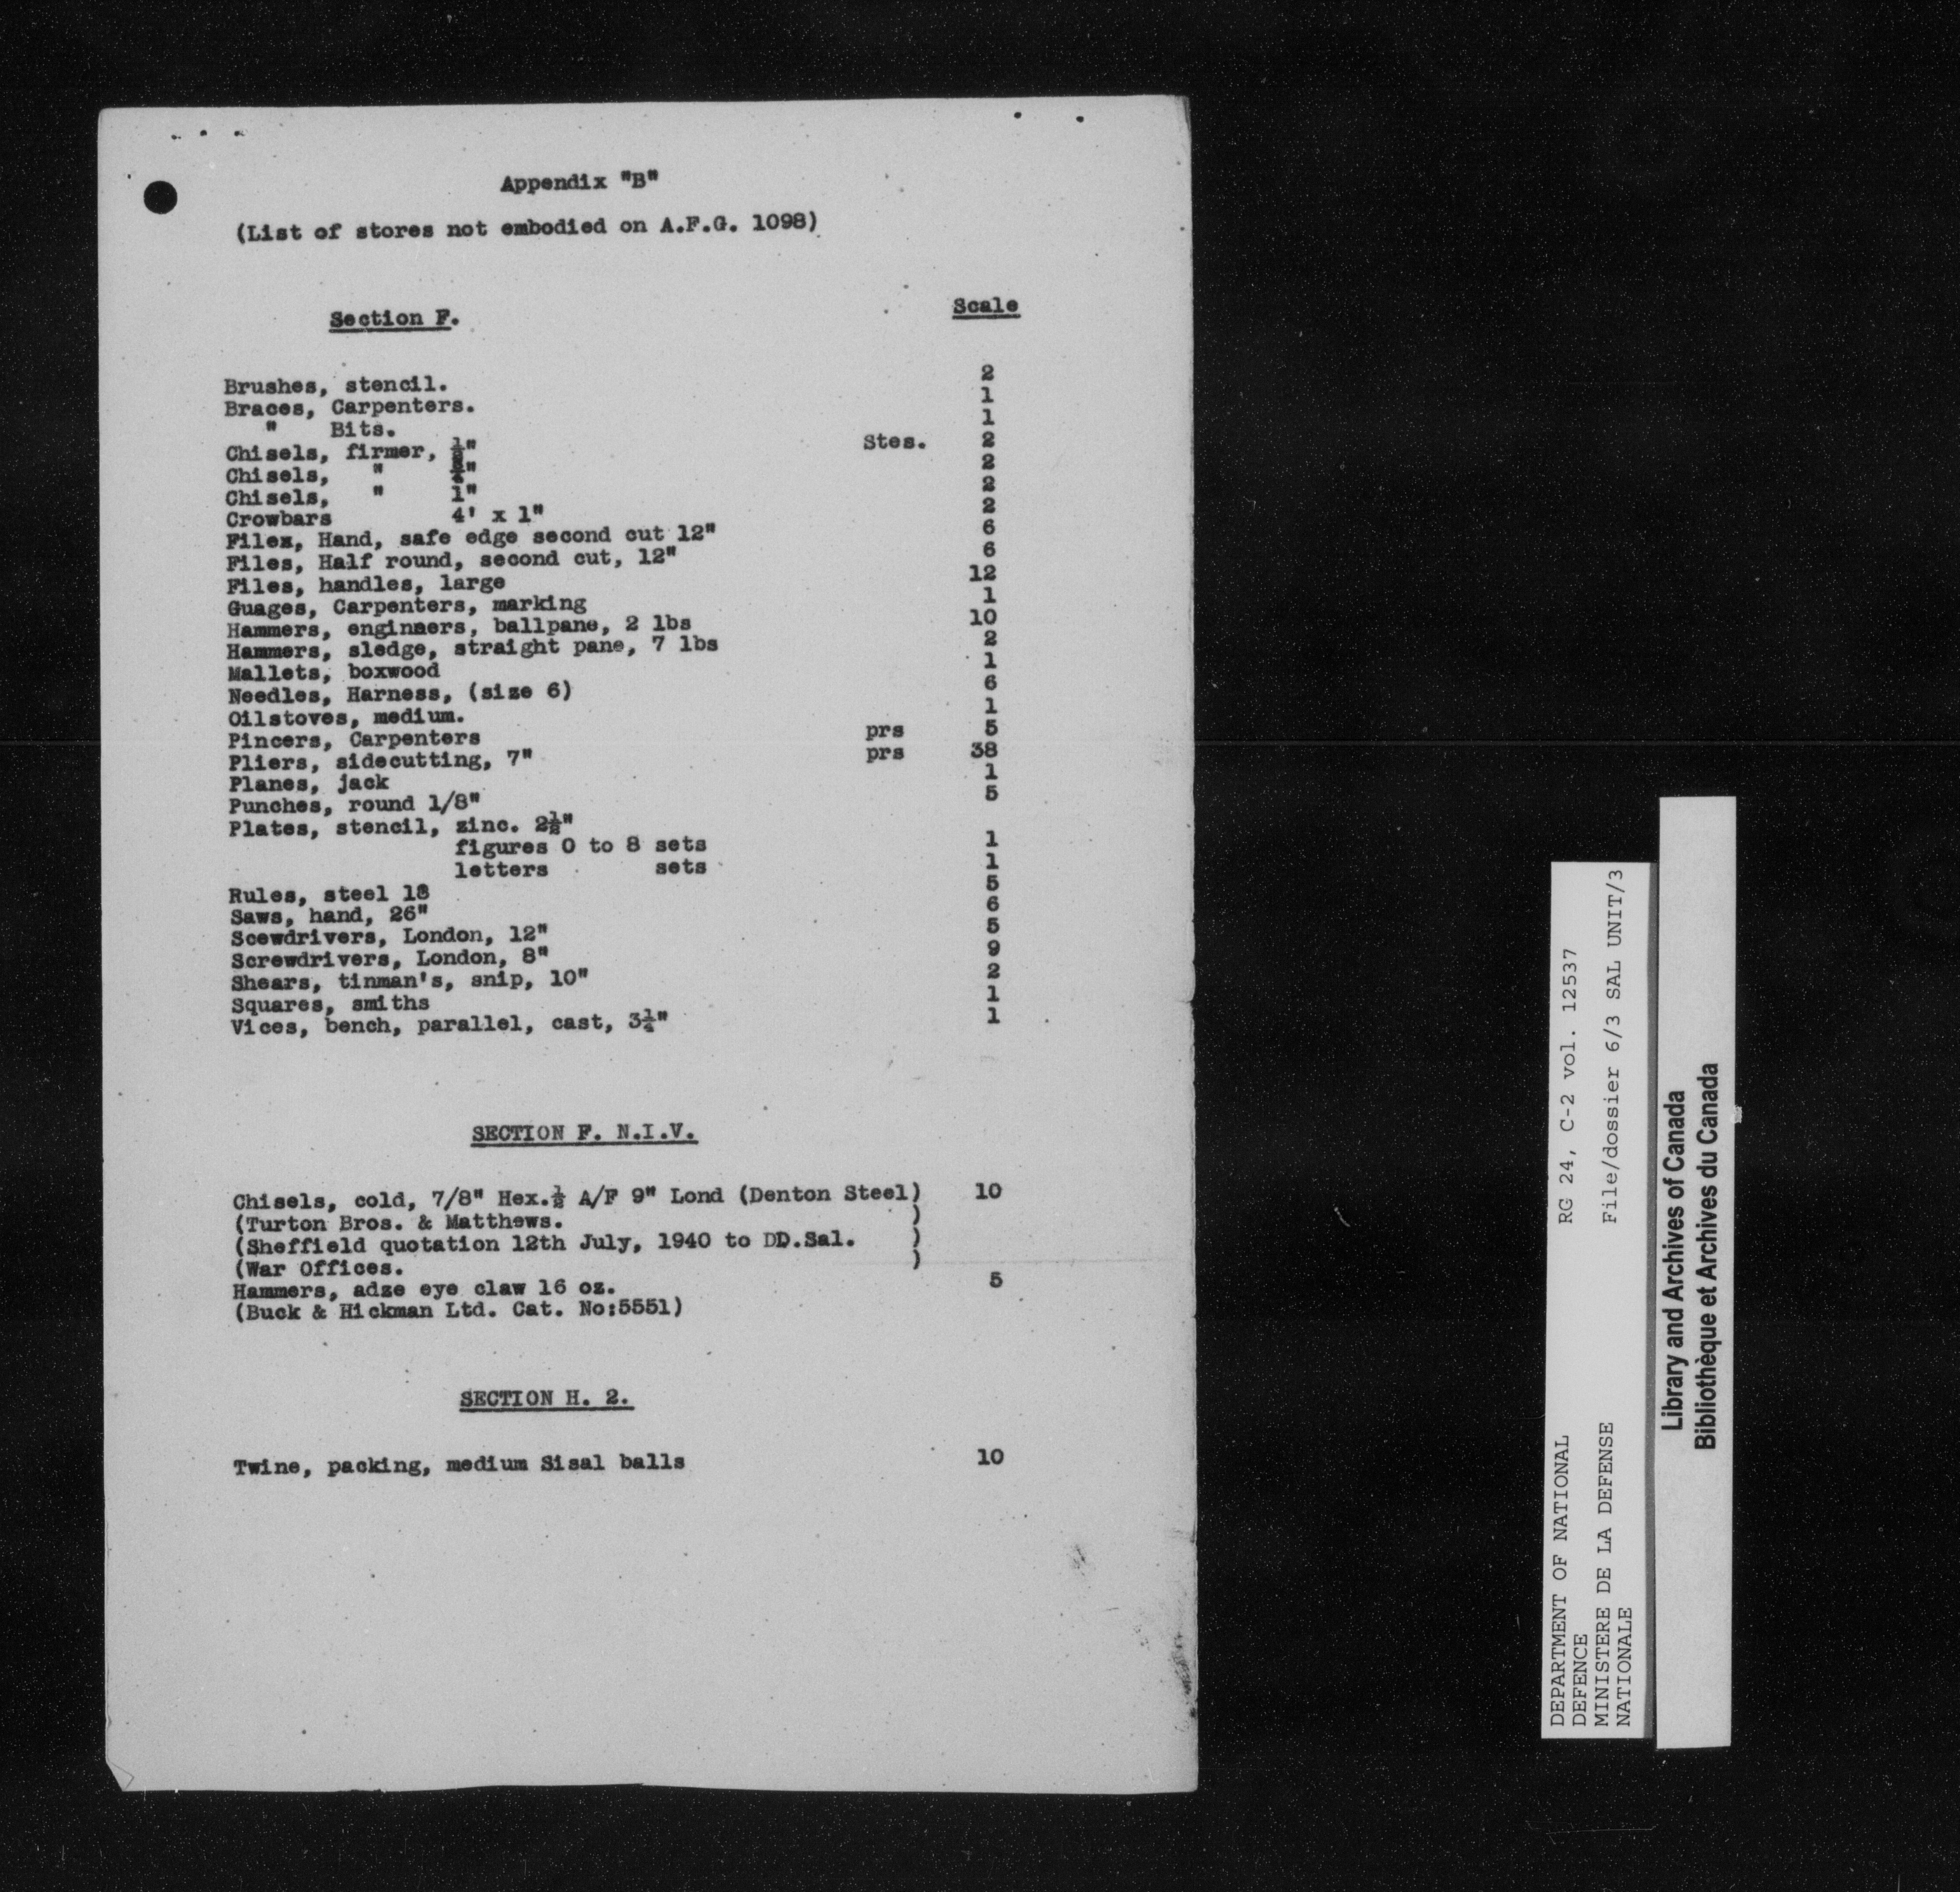 Appendix "B"
(List of stores not embodied on A.F.G. 1098)
Section F. Scale
Brushes, stencil. 2
Braces, Carpenters. 1
" Bits. 1
Chisels, firmer, Stes. 2
Chisels, " 2
Chisels, " 1" 2
Crowbars 4' x 1" 2
Files, Hand, safe edge second cut 12" 6
Files, Half round, second cut, 12" 6
Files, handles, large 12
Guages, Carpenters, marking 1
Hammers, enginners, ballpane, 2 lbs 10
Hammers, sledge, straight pane, 7 lbs 2
Mallets, boxwood 1
Needles, Harness, (size 6) 6
Oilstoves, medium. 1
Pincers, Carpenters prs 5
Pliers, sidecutting, 7" prs 38
Planes, jack 1
Punches, round 1/8" 5
Plates, stencil, zinc. 2½"
figures 0 to 8 sets 1
letters sets 1
Rules, steel 18 5
Saws, hand, 26" 6
Scewdrivers, London, 12" 5
Screwdrivers, London, 8" 9
Shears, tinman's, snip, 10" 2
Squares, smiths 1
Vices, bench, parallel, cast, 3¼" 1
SECTION F. N.I.V.
Chisels, cold, 7/8" Hex.½ A/F 9" Lond (Denton Steel) 10
(Turton Bros. & Matthews. )
(Sheffield quotation 12th July, 1940 to DD.Sal. )
(War Offices. )
Hammers, adze eye claw 16 oz. 5
(Buck & Hickman Ltd. Cat. No:5551)
SECTION H. 2.
Twine, packing, medium Sisal balls 10
DEPARTMENT OF NATIONAL RG 24, C-2 vol. 12537
DEFENCE
MINISTERE DE LA DEFENSE File/dossier 6/3 SAL UNIT/3
NATIONALE
Library and Archives of Canada
Bibliothèque et Archives du Canada